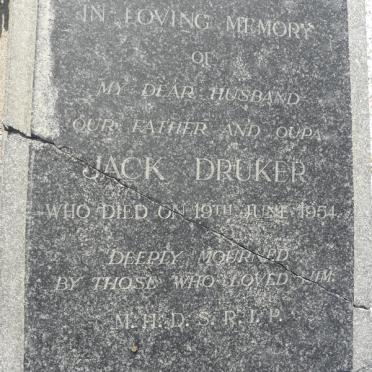 IN LOVING MEMORY
OF
MY DEAR HUSBAND
OUR FATHER AND OUPA
JACK DRUKER
WHO DIED ON 19TH JUNE 1954.
DEEPLY MOURNED
BY THOSE WHO LOVED HIM.
M.H.D.S.R.I.P.